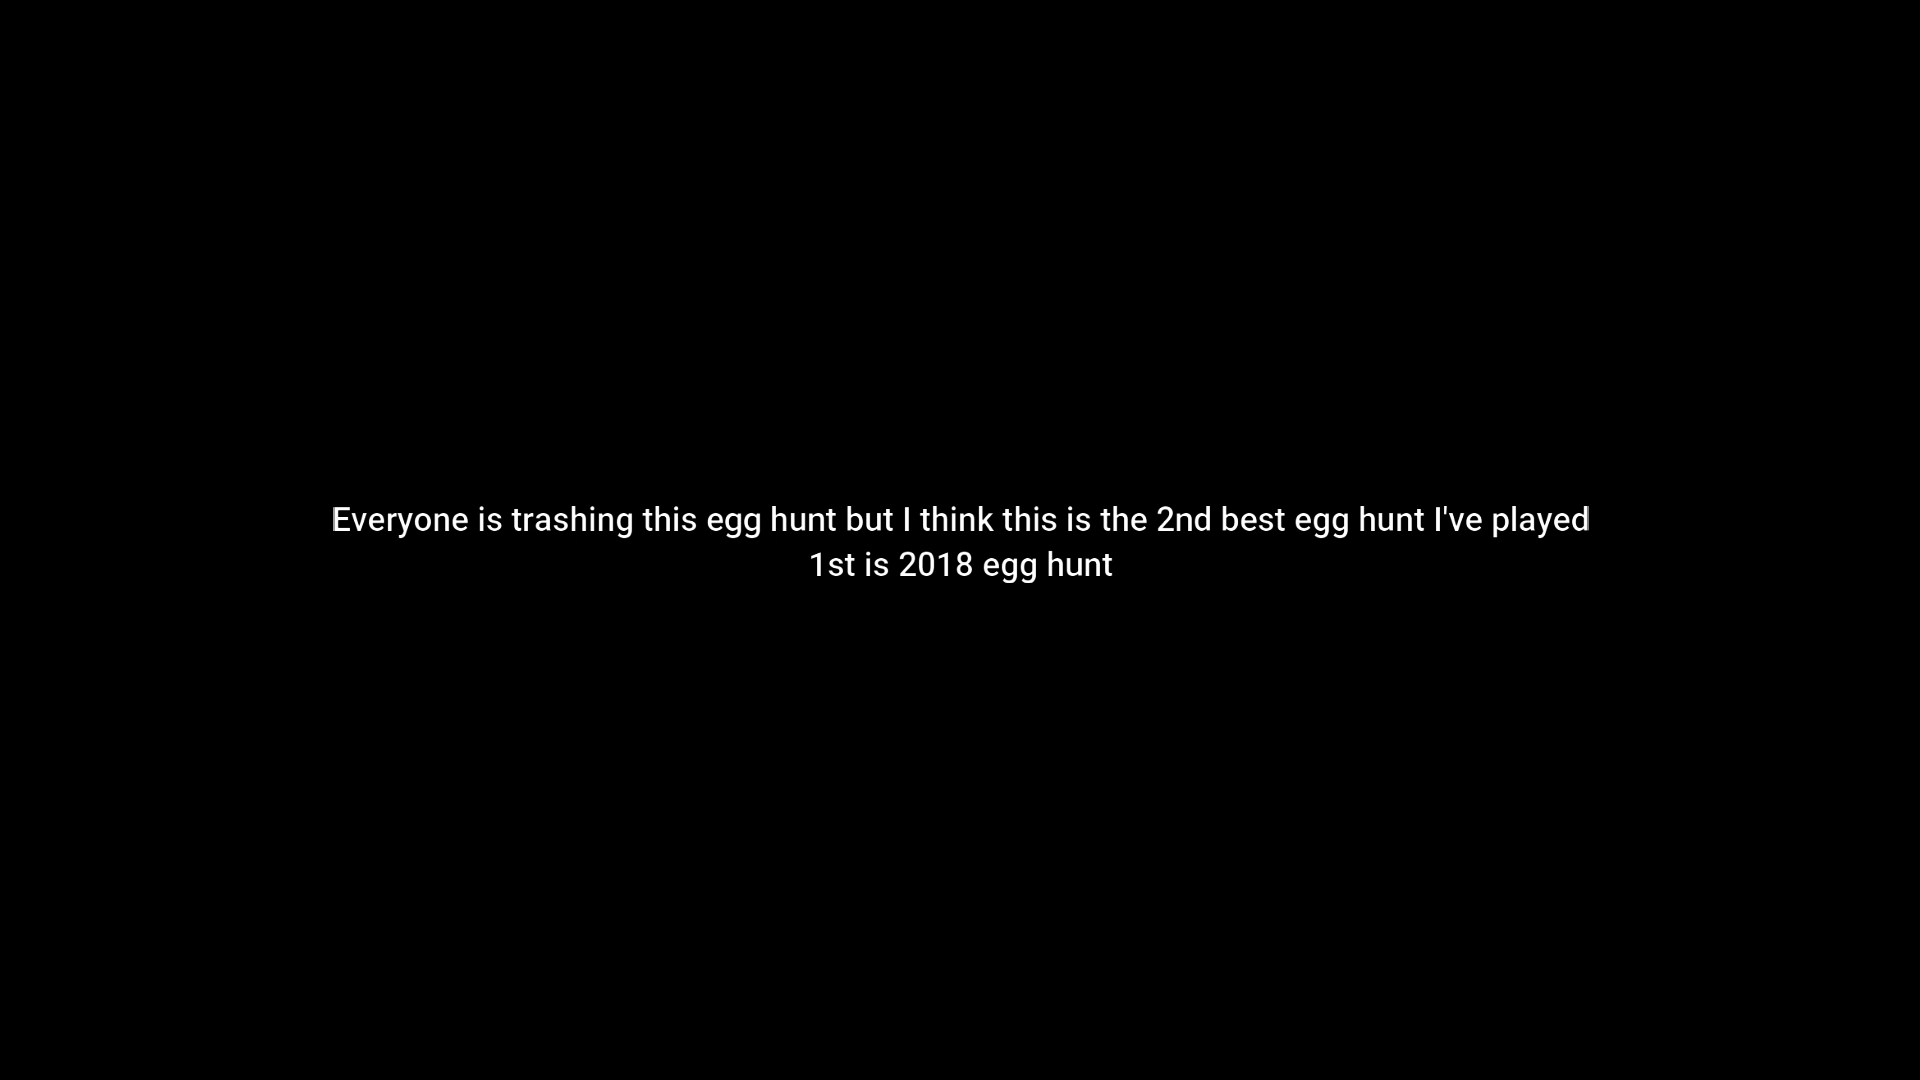 Everyone is trashing this egg hunt but I think this is the 2nd best egg hunt I've played
1st is 2018 egg hunt